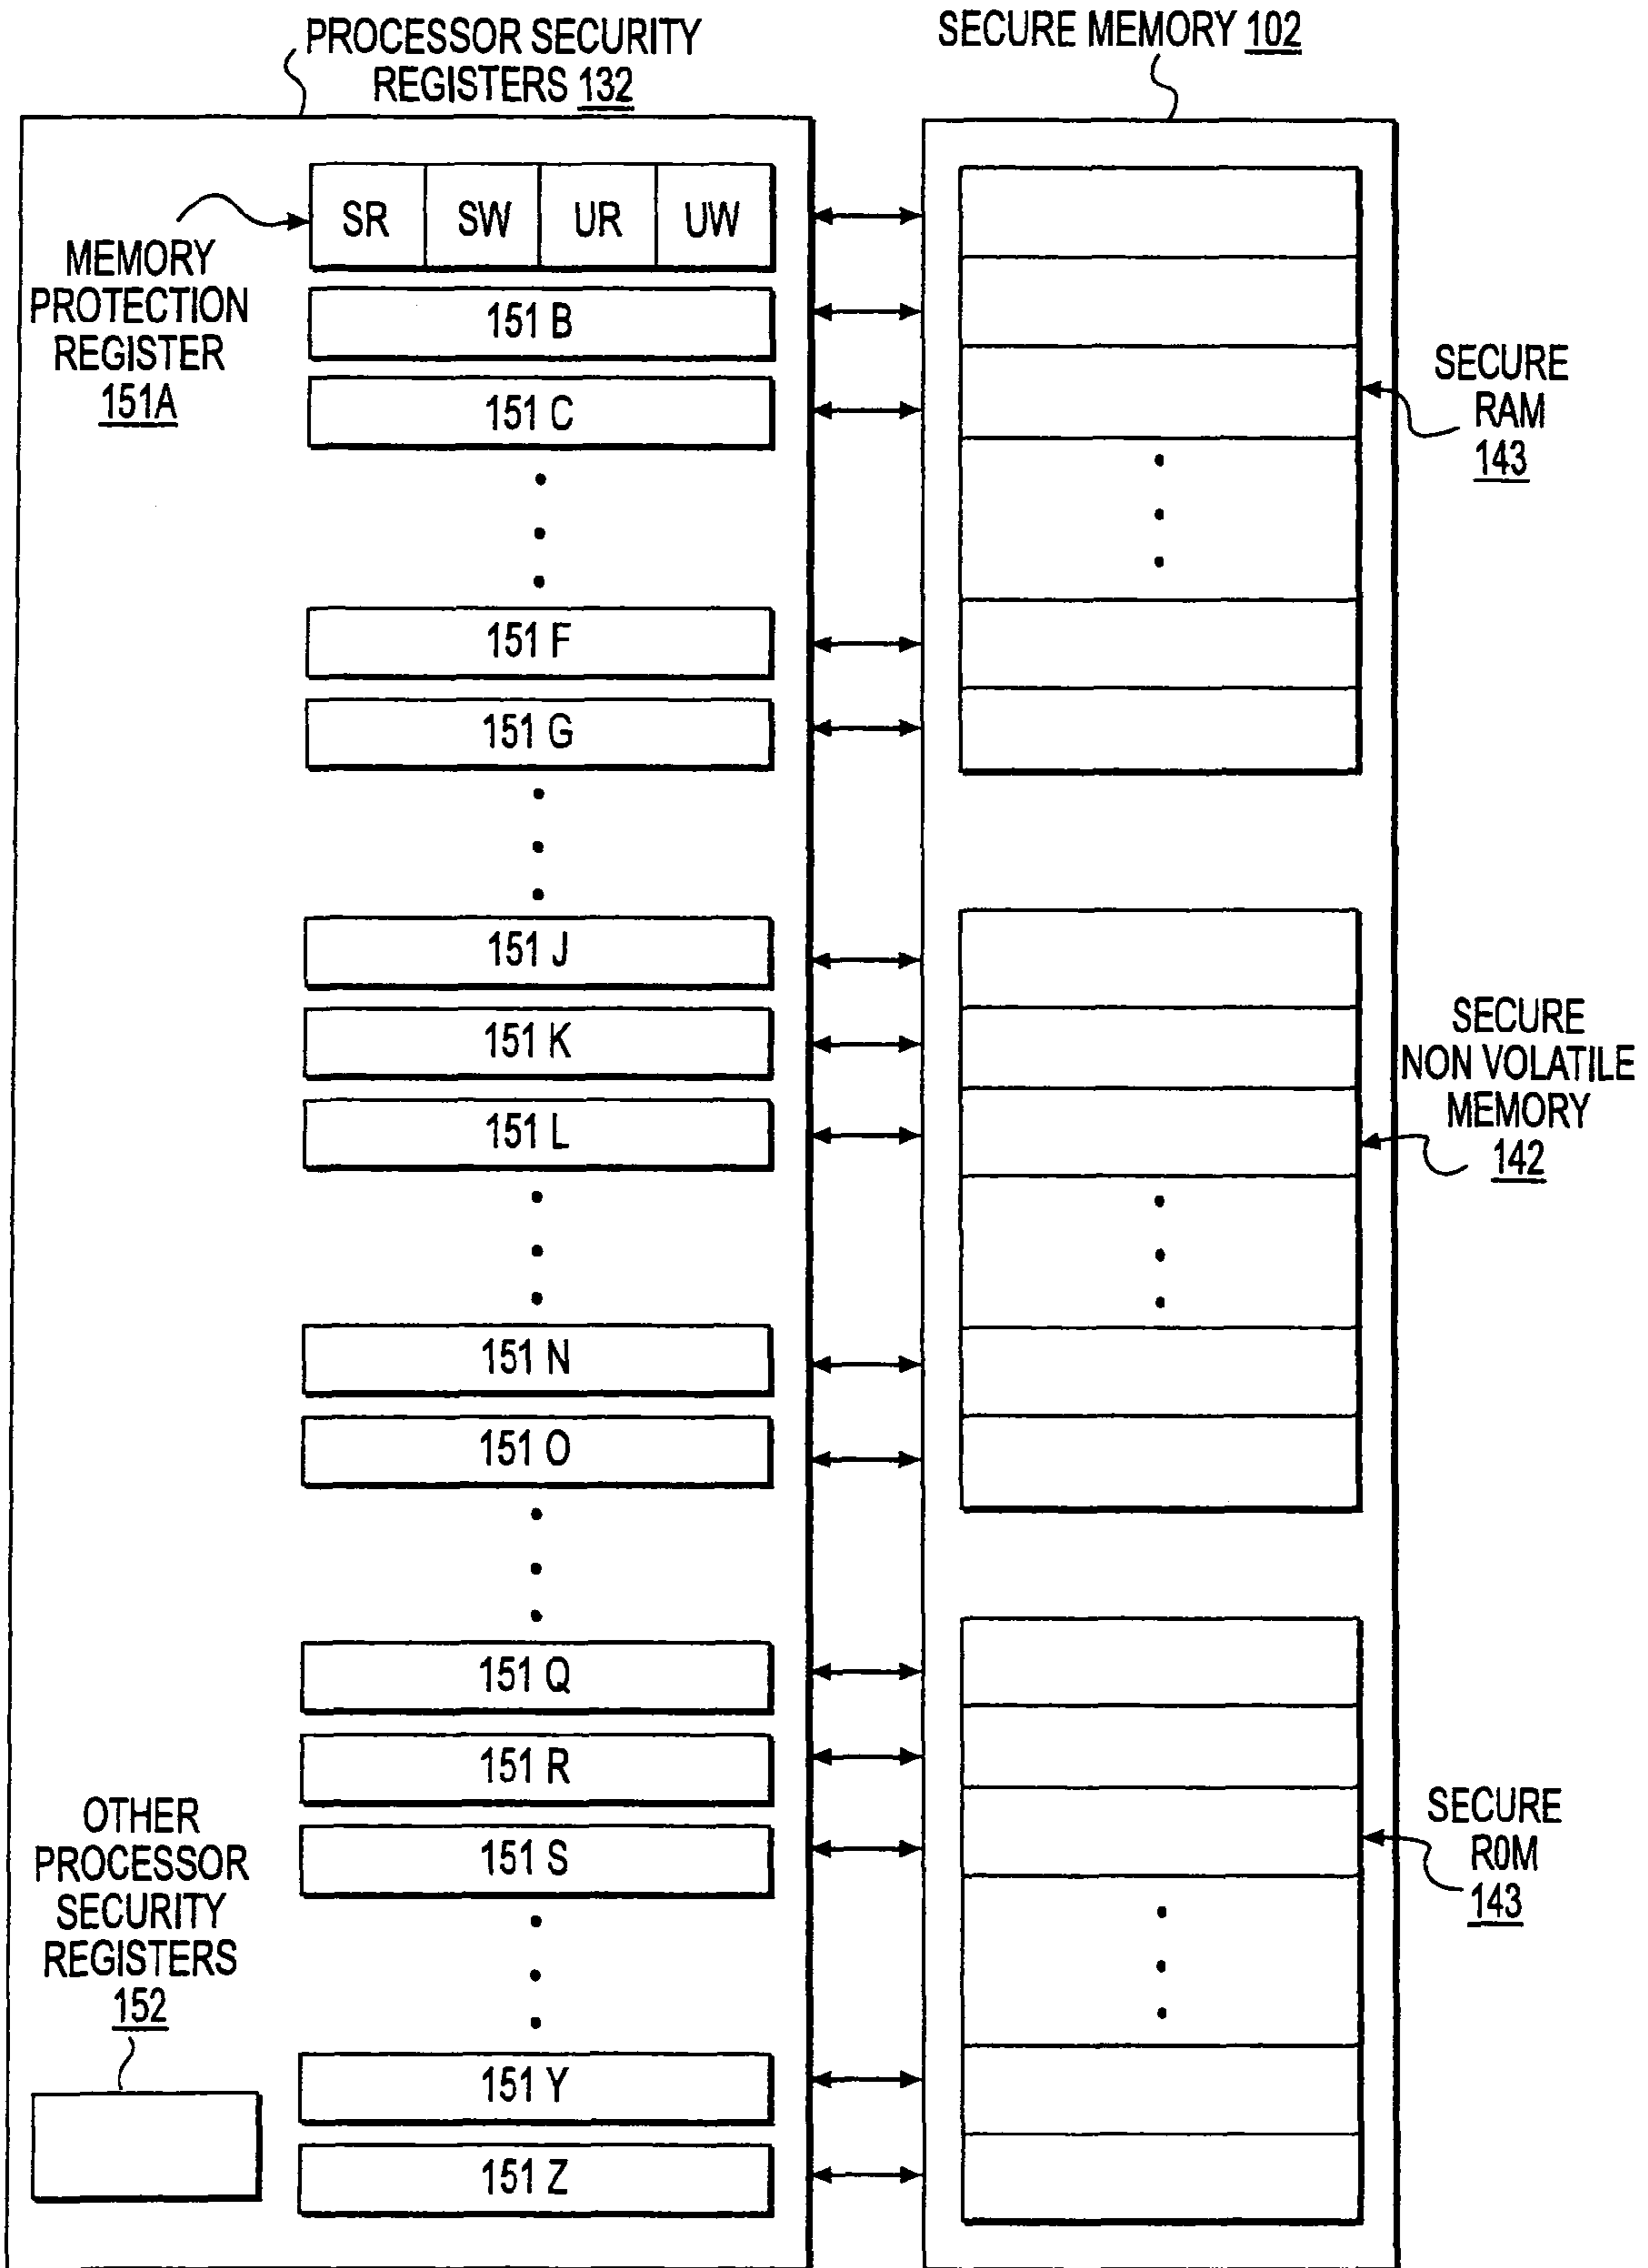 PROCESSOR SECURITY
REGISTERS 132
SECURE MEMORY 102
SR SW UR UW
MEMORY
PROTECTION
REGISTER
151A
151 B
151 C
151 F
151 G
151 J
151 K
151 L
151 N
151 O
151 Q
151 R
151 S
151 Y
151 Z
OTHER
PROCESSOR
SECURITY
REGISTERS
152
SECURE
RAM
143
SECURE
NON VOLATILE
MEMORY
142
SECURE
R0M
143